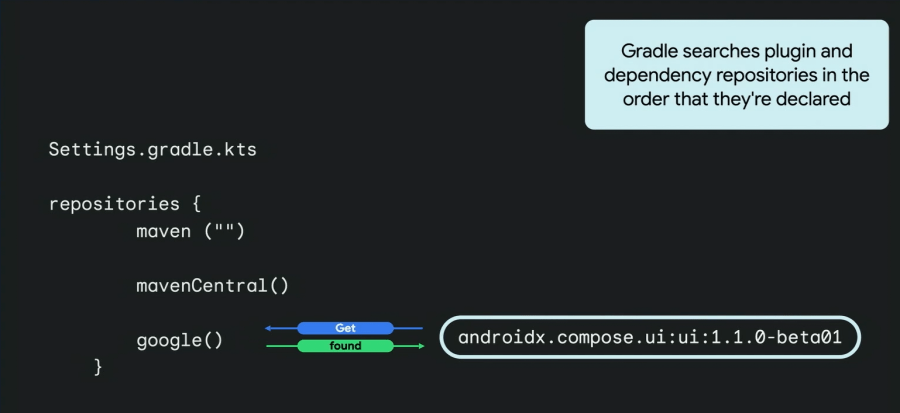 Gradle searches plugin and
dependency repositories in the
order that they're declared
Settings.gradle.kts
repositories {
maven ("")
mavenCentral()
google()
Get
found
androidx.compose.ui:ui:1.1.0-beta01
}